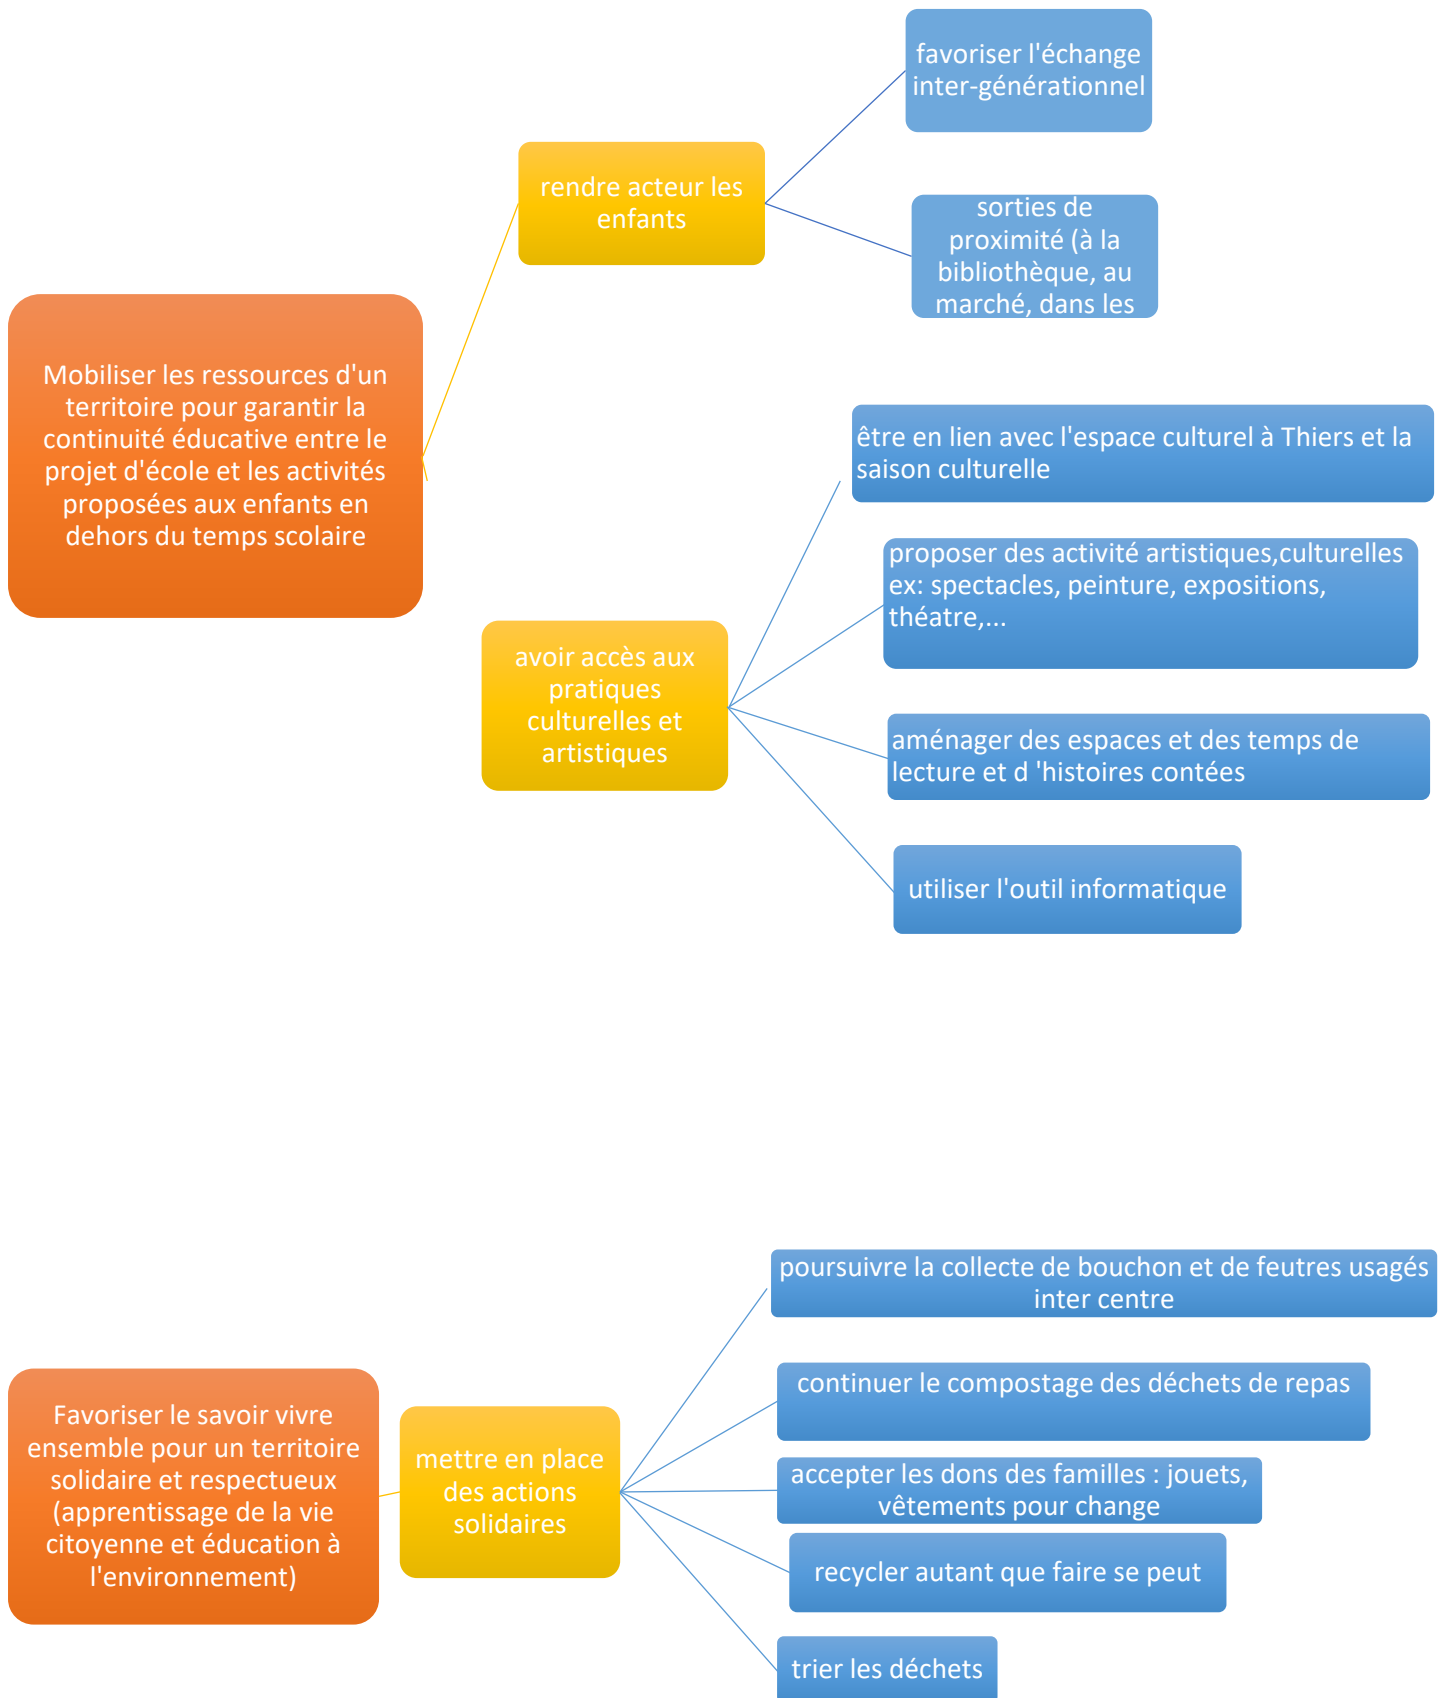 favoriser l'échange
inter-générationnel
rendre acteur les
enfants
sorties de
proximité (à la
bibliothèque, au
marché, dans les
Mobiliser les ressources d'un
territoire pour garantir la
continuité éducative entre le
projet d'école et les activités
proposées aux enfants en
dehors du temps scolaire
être en lien avec l'espace culturel à Thiers et la
saison culturelle
proposer des activité artistiques,culturelles
ex: spectacles, peinture, expositions,
théatre,...
avoir accès aux
pratiques
culturelles et
artistiques
aménager des espaces et des temps de
lecture et d 'histoires contées
utiliser l'outil informatique
poursuivre la collecte de bouchon et de feutres usagés
inter centre
continuer le compostage des déchets de repas
Favoriser le savoir vivre
ensemble pour un territoire
solidaire et respectueux
(apprentissage de la vie
citoyenne et éducation à
l'environnement)
mettre en place
des actions
solidaires
accepter les dons des familles : jouets,
vêtements pour change
recycler autant que faire se peut
trier les déchets